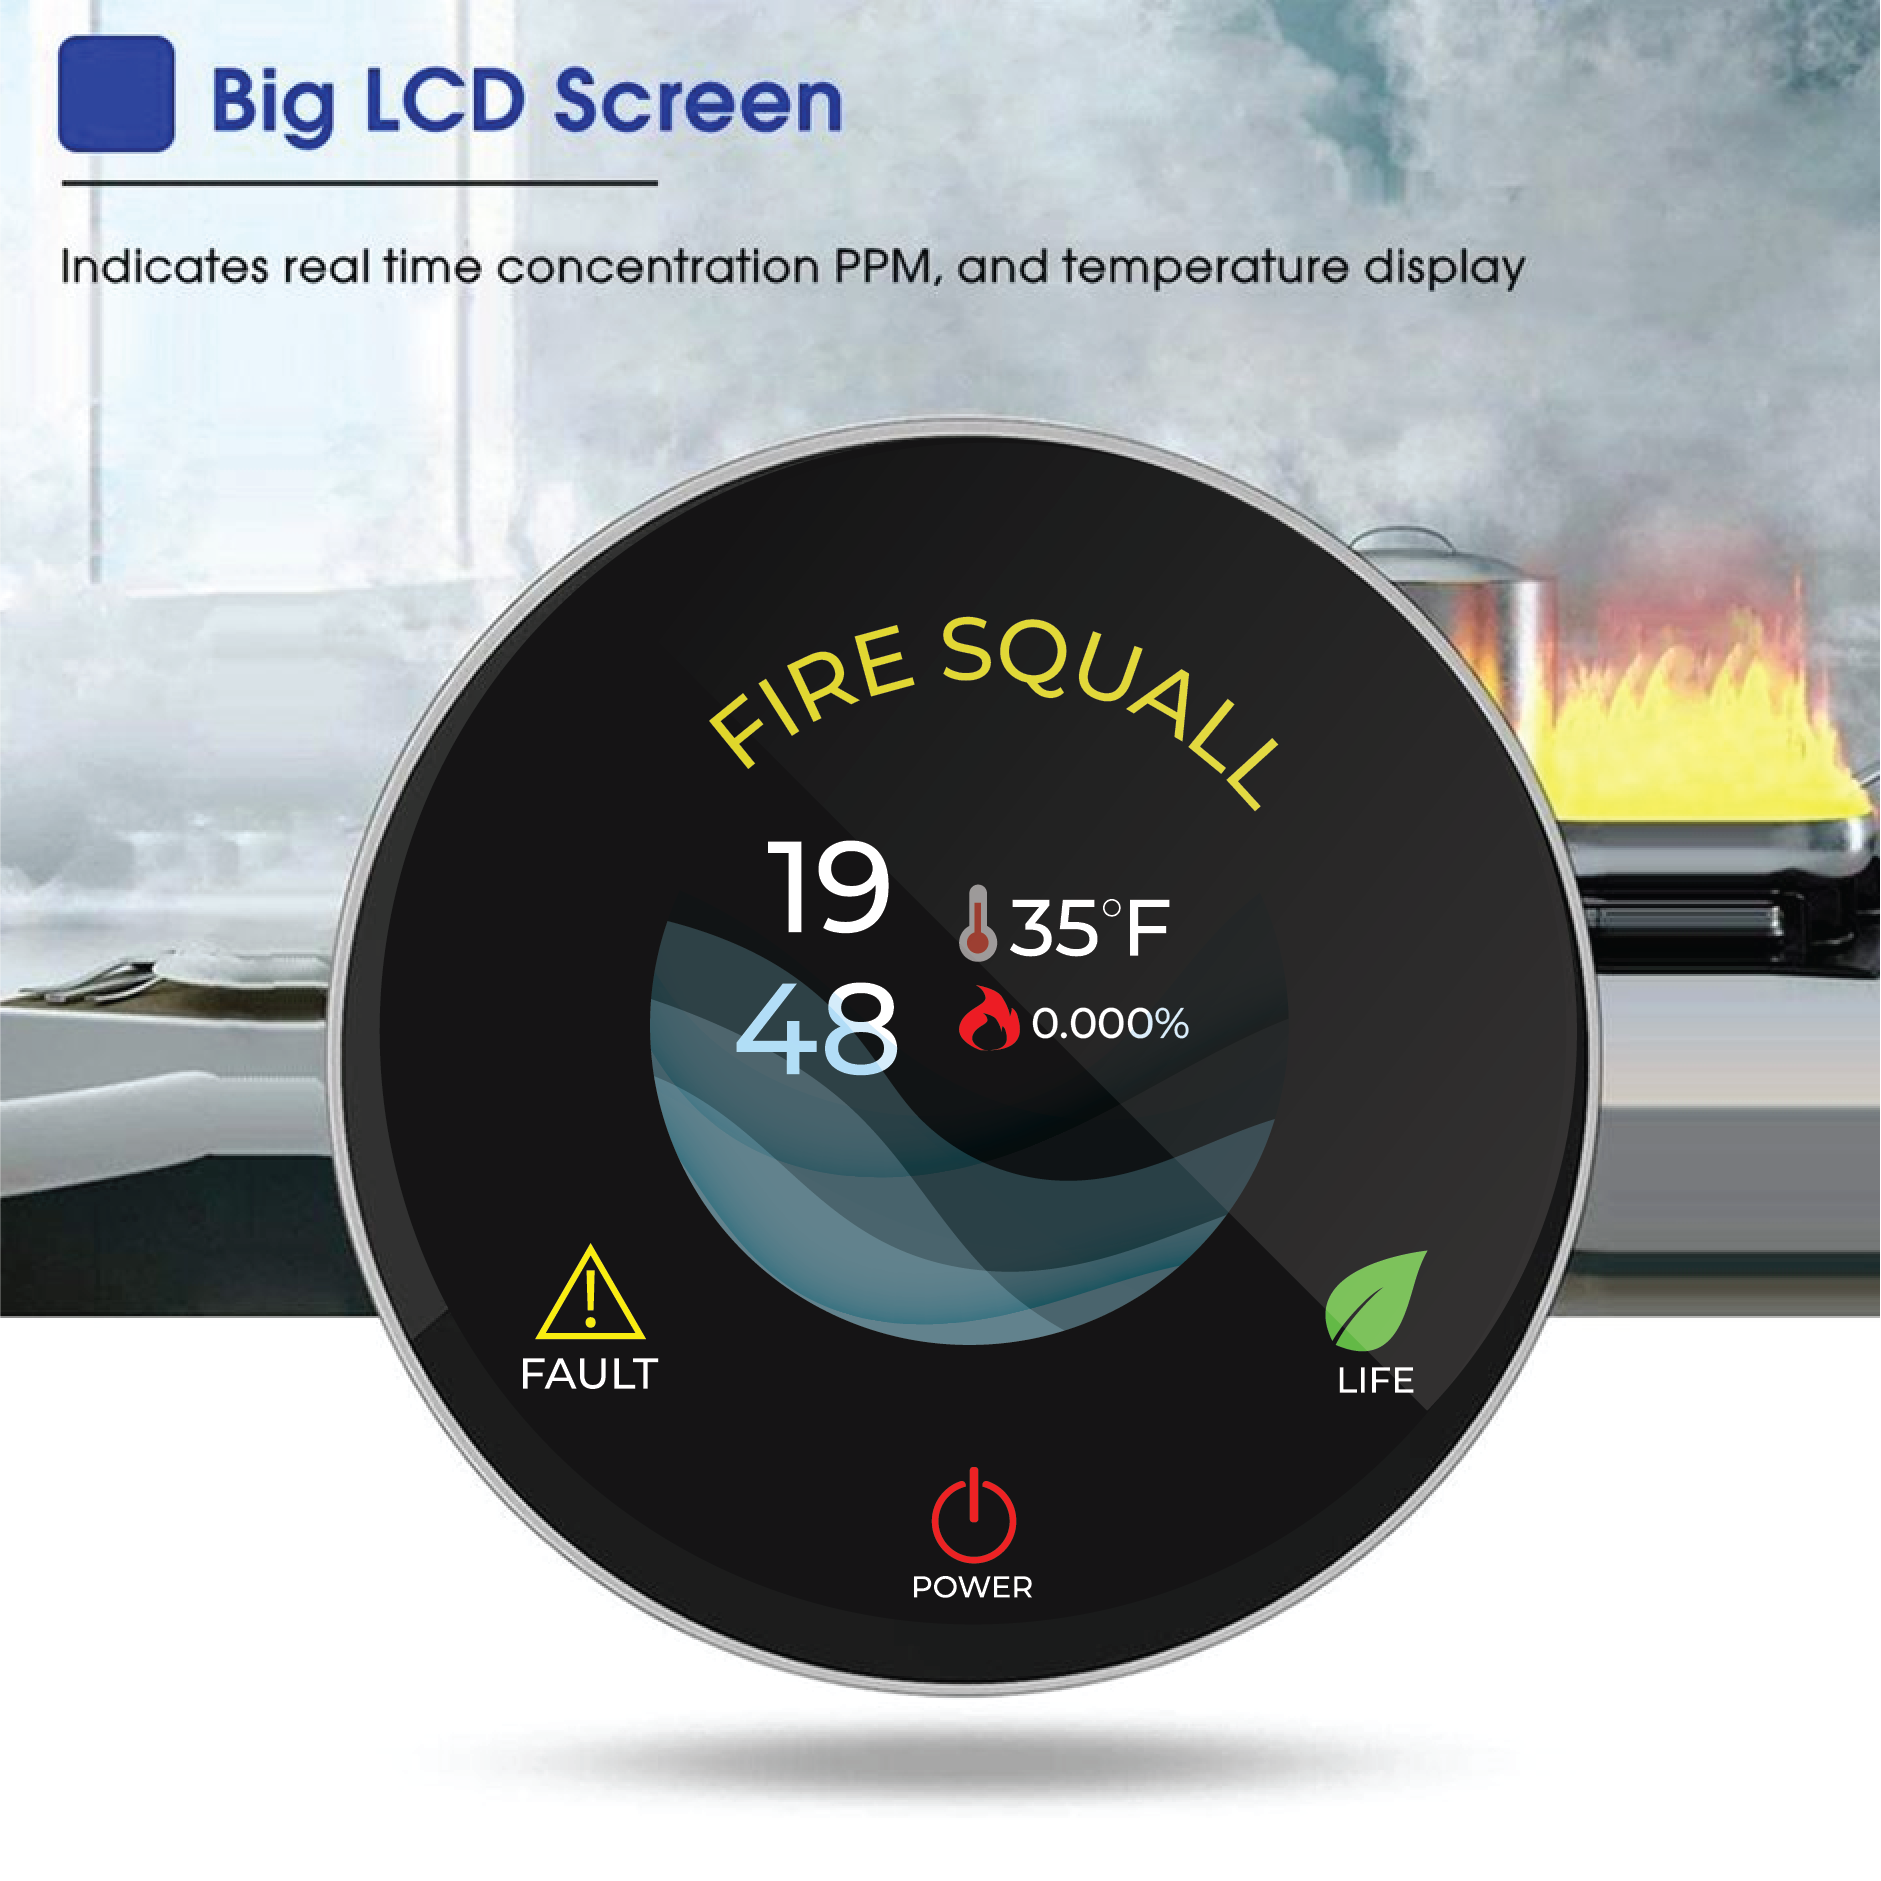 Big LCD Screen
Indicates real time concentration PPM, and temperature display
FIRE SQUALL
19
48
35°F
0.000%
FAULT
LIFE
POWER